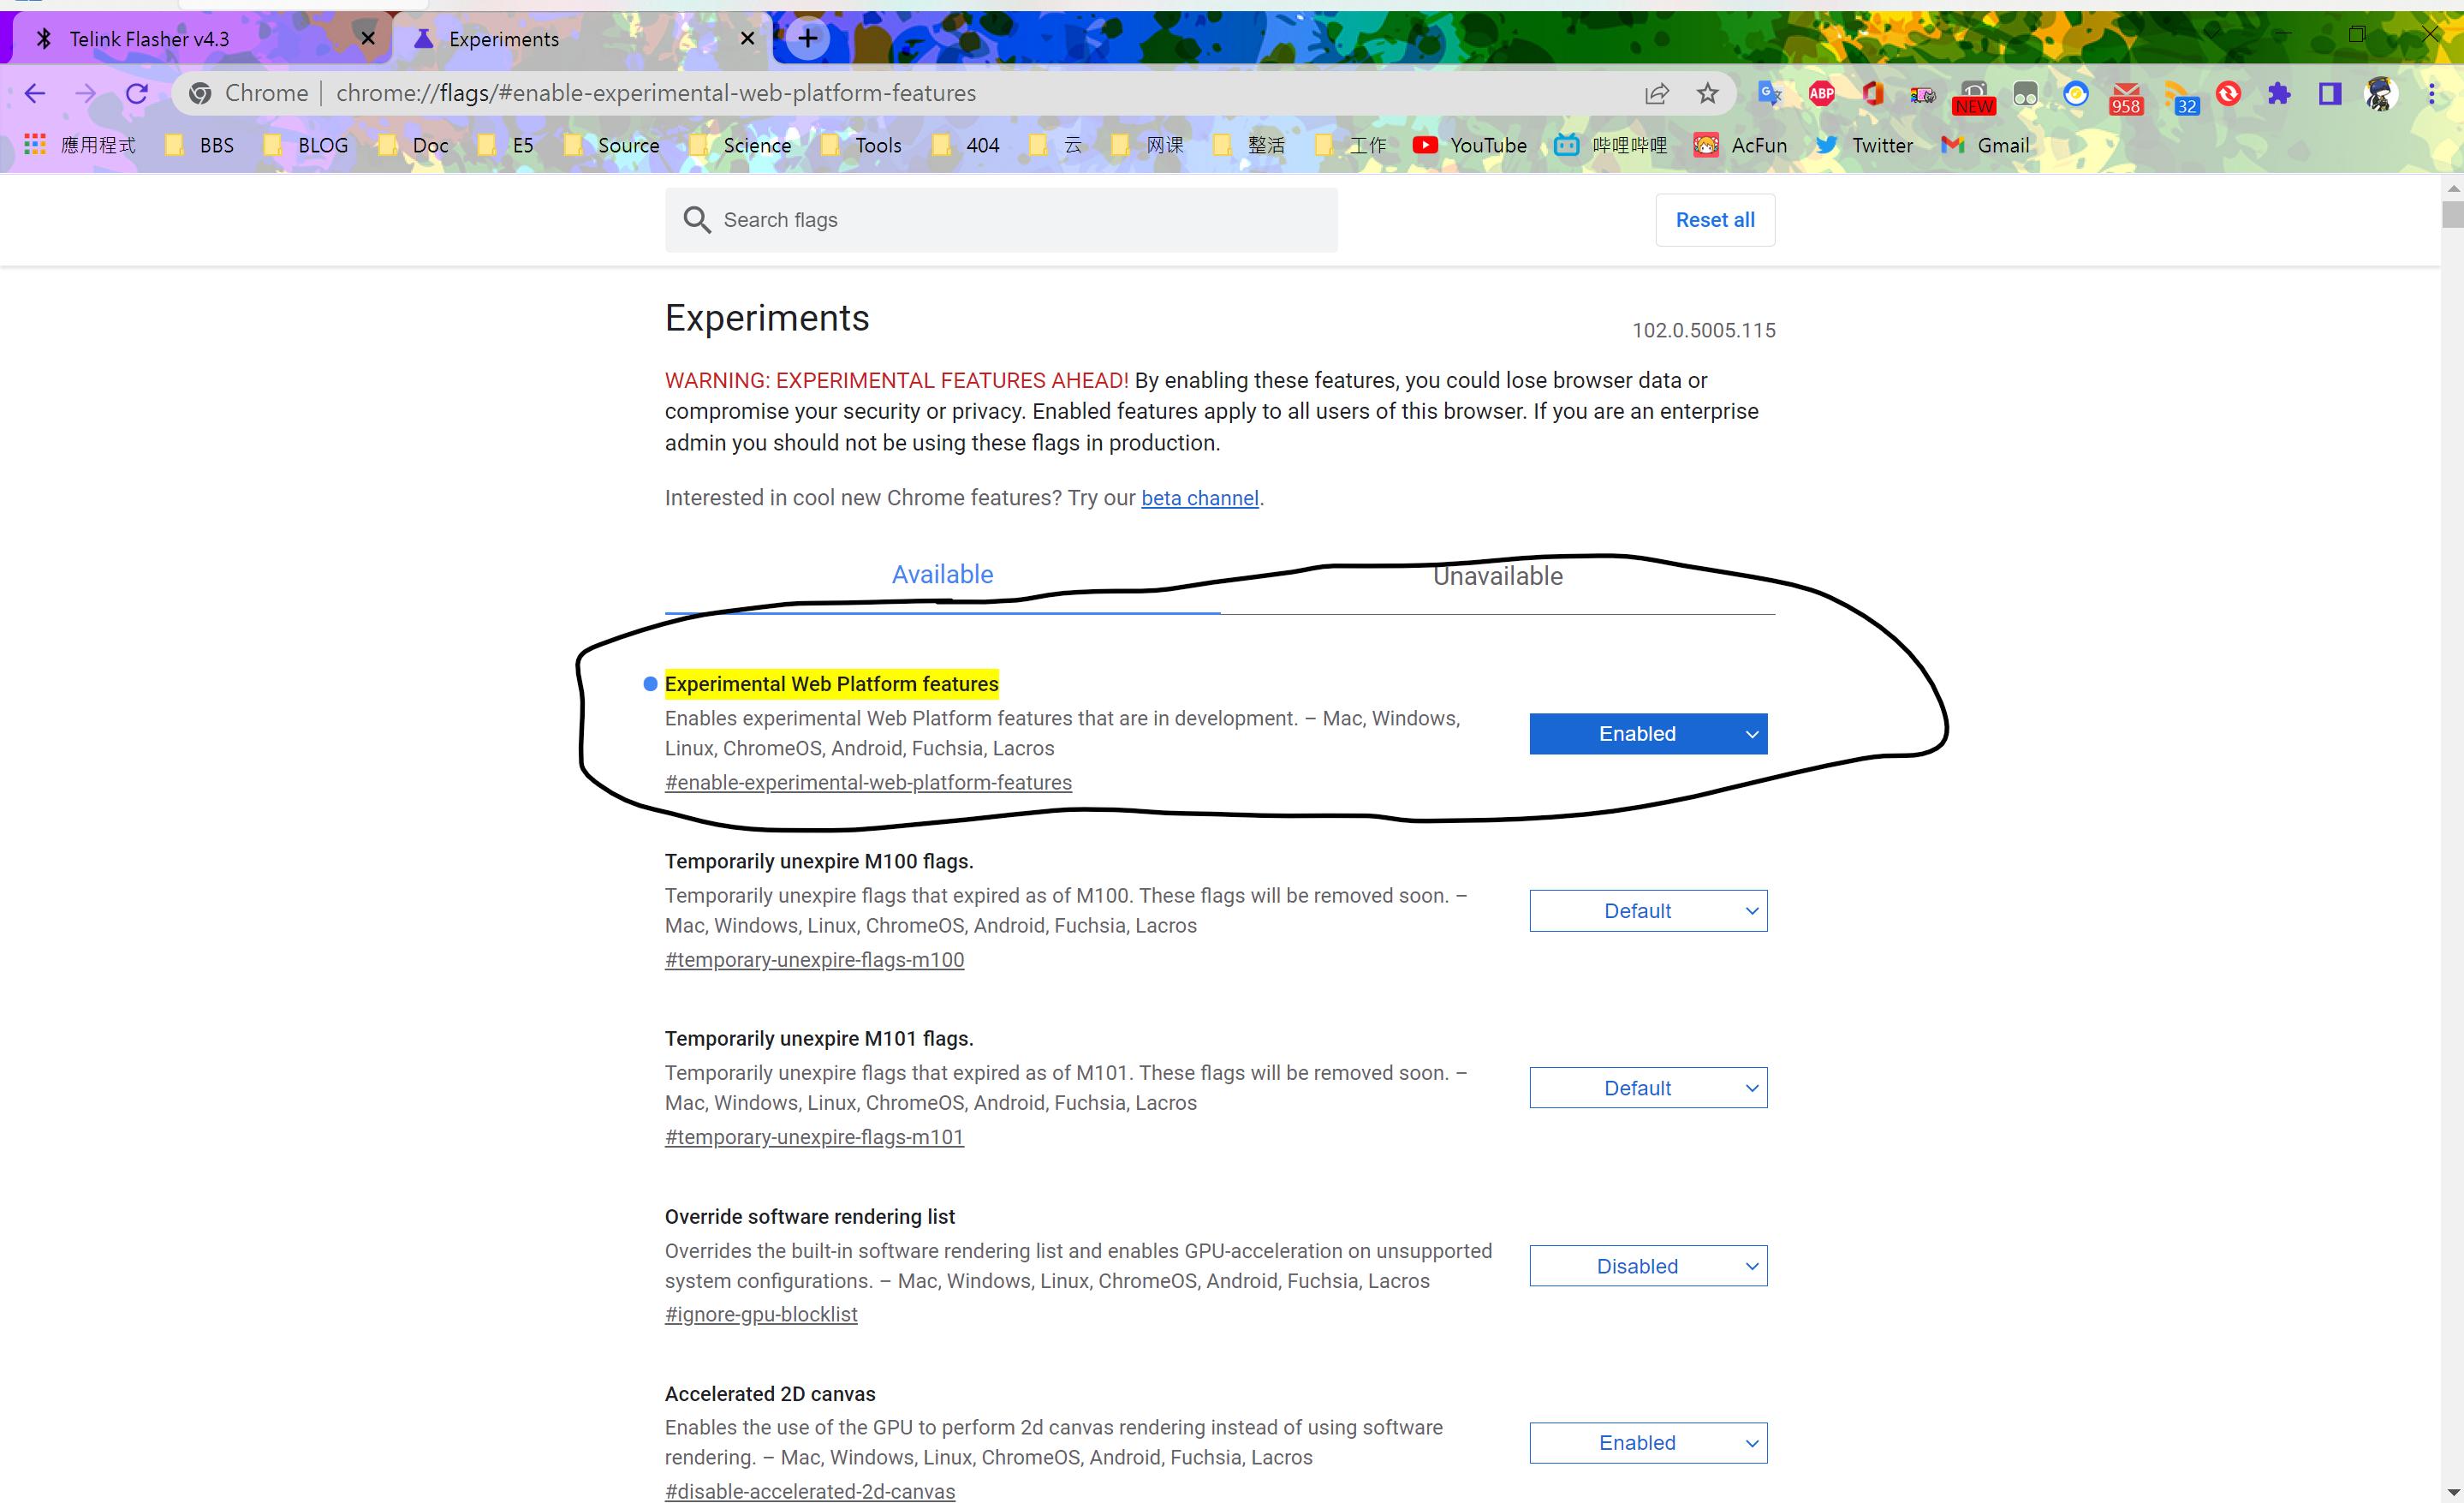 Telink Flasher v4.3
Experiments
Chrome
chrome://flags/#enable-experimental-web-platform-features
ABP
NEW
958
32
應用程式
BBS
BLOG
Doc
E5
Source
Science
Tools
404
云
网课
整活
工作
YouTube
哔哩哔哩
AcFun
Twitter
Gmail
Search flags
Reset all
Experiments
102.0.5005.115
WARNING: EXPERIMENTAL FEATURES AHEAD! By enabling these features, you could lose browser data or
compromise your security or privacy. Enabled features apply to all users of this browser. If you are an enterprise
admin you should not be using these flags in production.
Interested in cool new Chrome features? Try our beta channel.
Available
Unavailable
Experimental Web Platform features
Enables experimental Web Platform features that are in development. – Mac, Windows,
Linux, ChromeOS, Android, Fuchsia, Lacros
#enable-experimental-web-platform-features
Enabled
Temporarily unexpire M100 flags.
Temporarily unexpire flags that expired as of M100. These flags will be removed soon. –
Mac, Windows, Linux, ChromeOS, Android, Fuchsia, Lacros
#temporary-unexpire-flags-m100
Default
Temporarily unexpire M101 flags.
Temporarily unexpire flags that expired as of M101. These flags will be removed soon. –
Mac, Windows, Linux, ChromeOS, Android, Fuchsia, Lacros
#temporary-unexpire-flags-m101
Default
Override software rendering list
Overrides the built-in software rendering list and enables GPU-acceleration on unsupported
system configurations. – Mac, Windows, Linux, ChromeOS, Android, Fuchsia, Lacros
#ignore-gpu-blocklist
Disabled
Accelerated 2D canvas
Enables the use of the GPU to perform 2d canvas rendering instead of using software
rendering. – Mac, Windows, Linux, ChromeOS, Android, Fuchsia, Lacros
#disable-accelerated-2d-canvas
Enabled